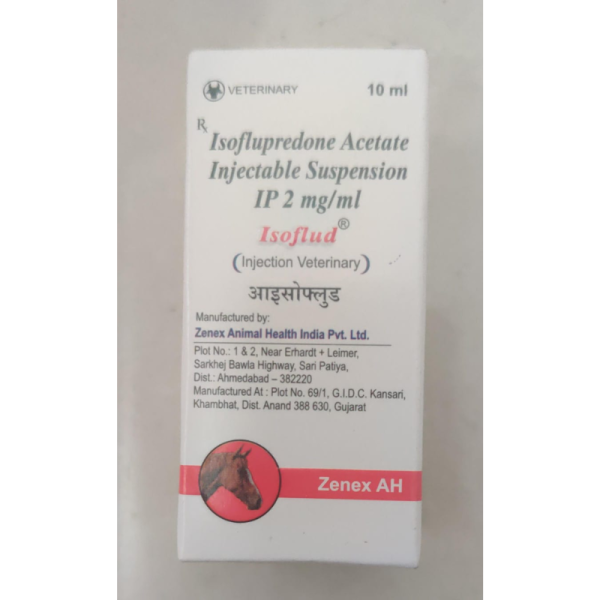 VETERINARY 10 ml
℞ Isoflupredone Acetate
Injectable Suspension
IP 2 mg/ml
Isoflud®
(Injection Veterinary)
आइसोफ्लुड
Manufactured by:
Zenex Animal Health India Pvt. Ltd.
Plot No.: 1 & 2, Near Erhardt + Leimer,
Sarkhej Bawla Highway, Sari Patiya,
Dist.: Ahmedabad – 382220
Manufactured At : Plot No. 69/1, G.I.D.C. Kansari,
Khambhat, Dist. Anand 388 630, Gujarat
Zenex AH